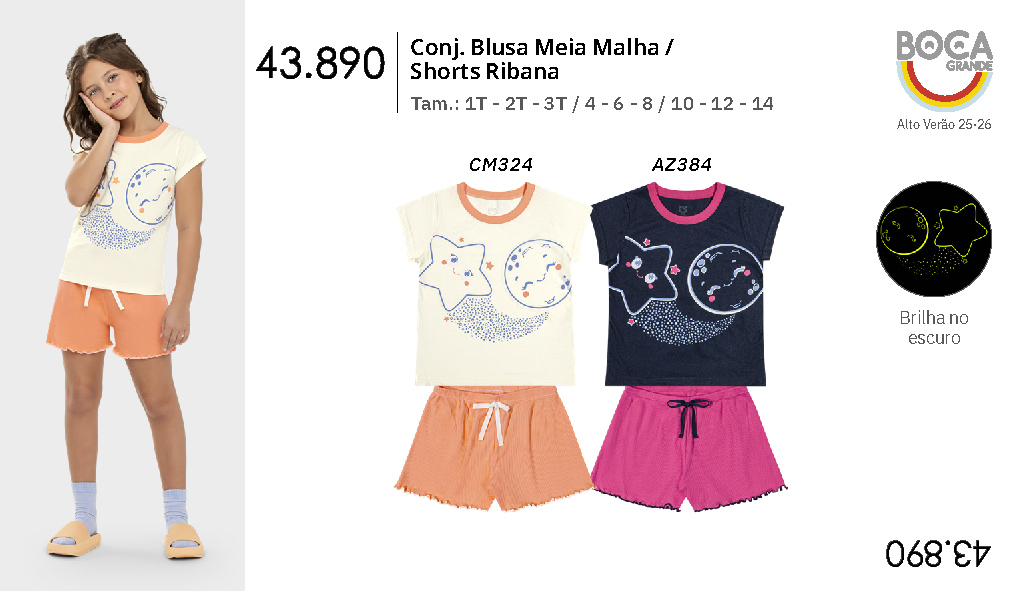 43.890
Conj. Blusa Meia Malha /
Shorts Ribana
Tam.: 1T - 2T - 3T / 4 - 6 - 8 / 10 - 12 - 14
BOCA
GRANDE
Alto Verão 25-26
CM324
AZ384
Brilha no
escuro
43.890